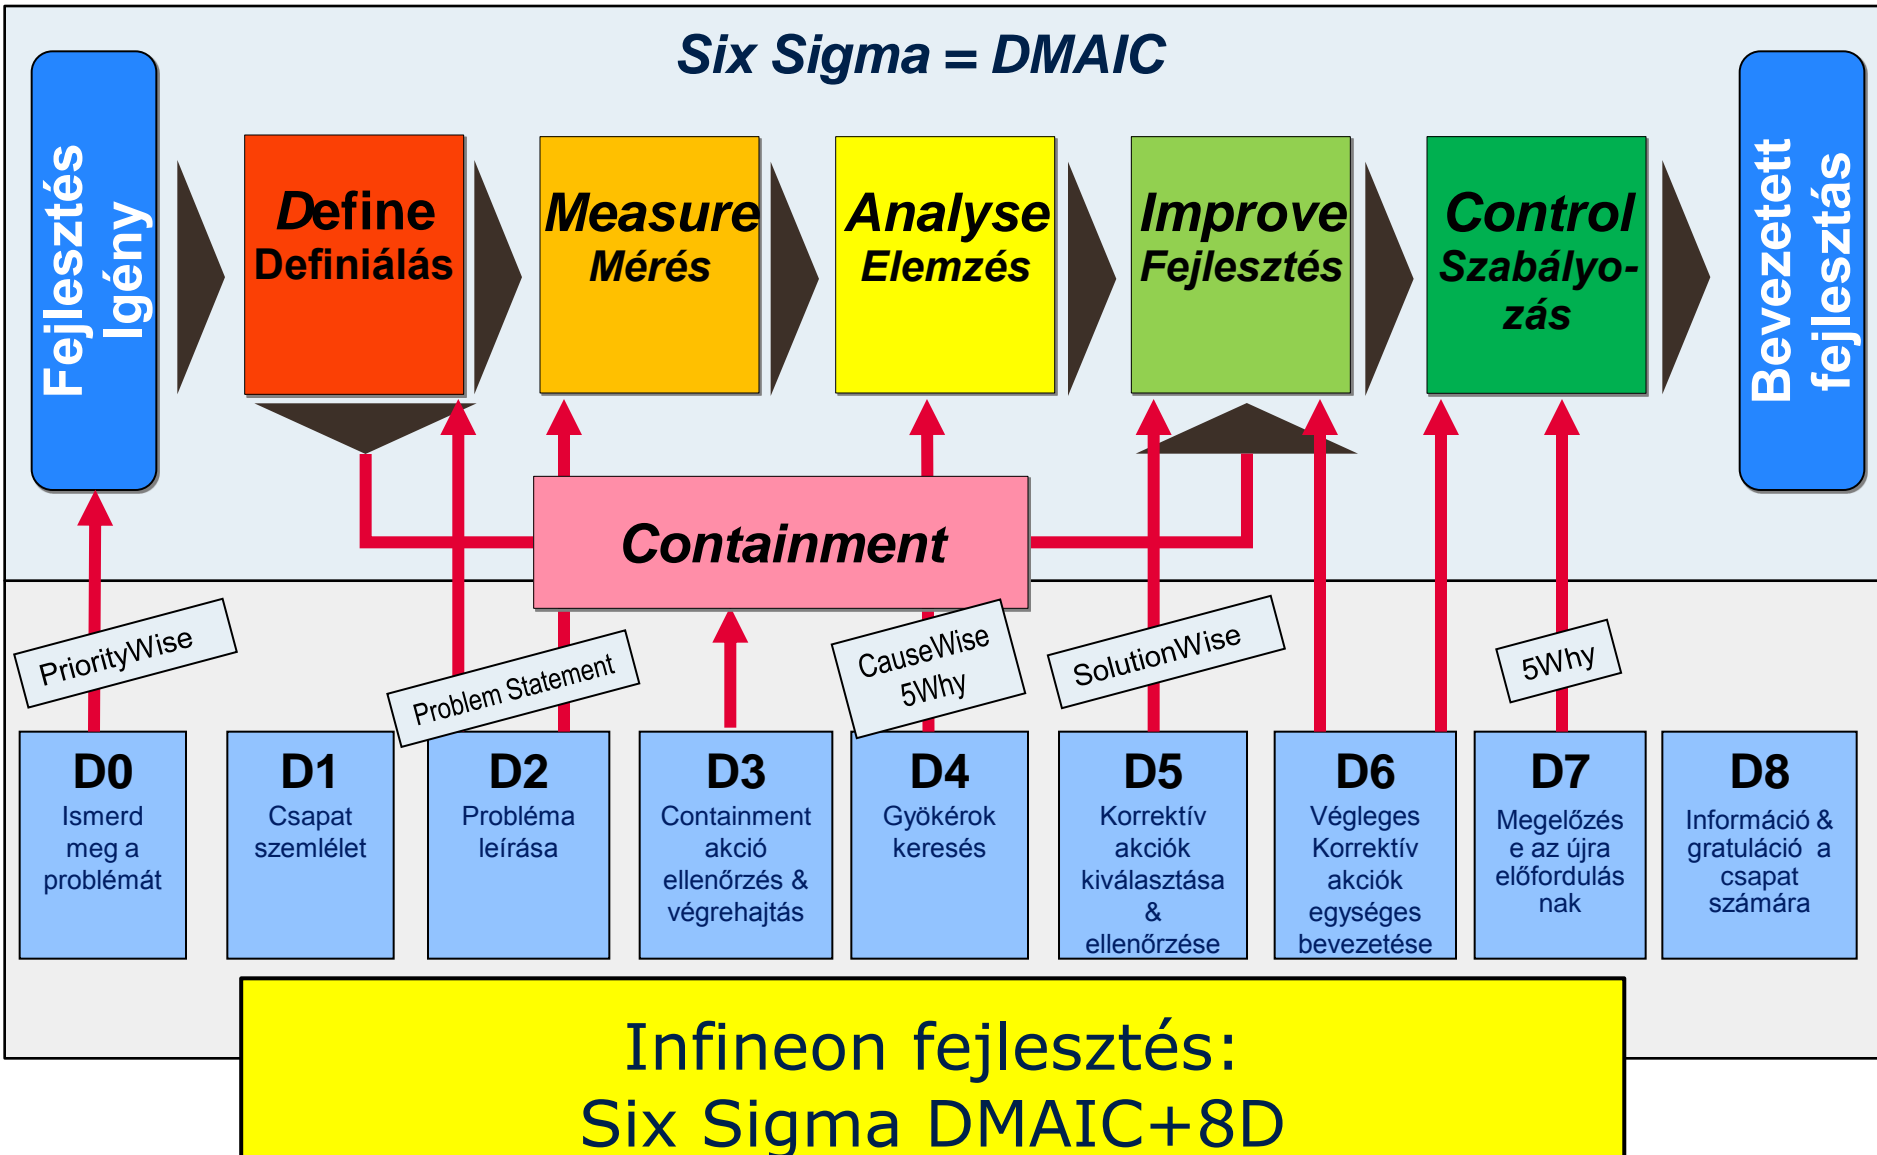 Six Sigma = DMAIC
Fejlesztés
Igény
Define
Definiálás
Measure
Mérés
Analyse
Elemzés
Improve
Fejlesztés
Control
Szabályo-
zás
Bevezetett
fejlesztás
Containment
PriorityWise
Problem Statement
CauseWise
5Why
SolutionWise
5Why
D0
Ismerd
meg a
problémát
D1
Csapat
szemlélet
D2
Probléma
leírása
D3
Containment
akció
ellenőrzés &
végrehajtás
D4
Gyökérok
keresés
D5
Korrektív
akciók
kiválasztása
&
ellenőrzése
D6
Végleges
Korrektív
akciók
egységes
bevezetése
D7
Megelőzés
e az újra
előfordulás
nak
D8
Információ &
gratuláció a
csapat
számára
Infineon fejlesztés:
Six Sigma DMAIC+8D